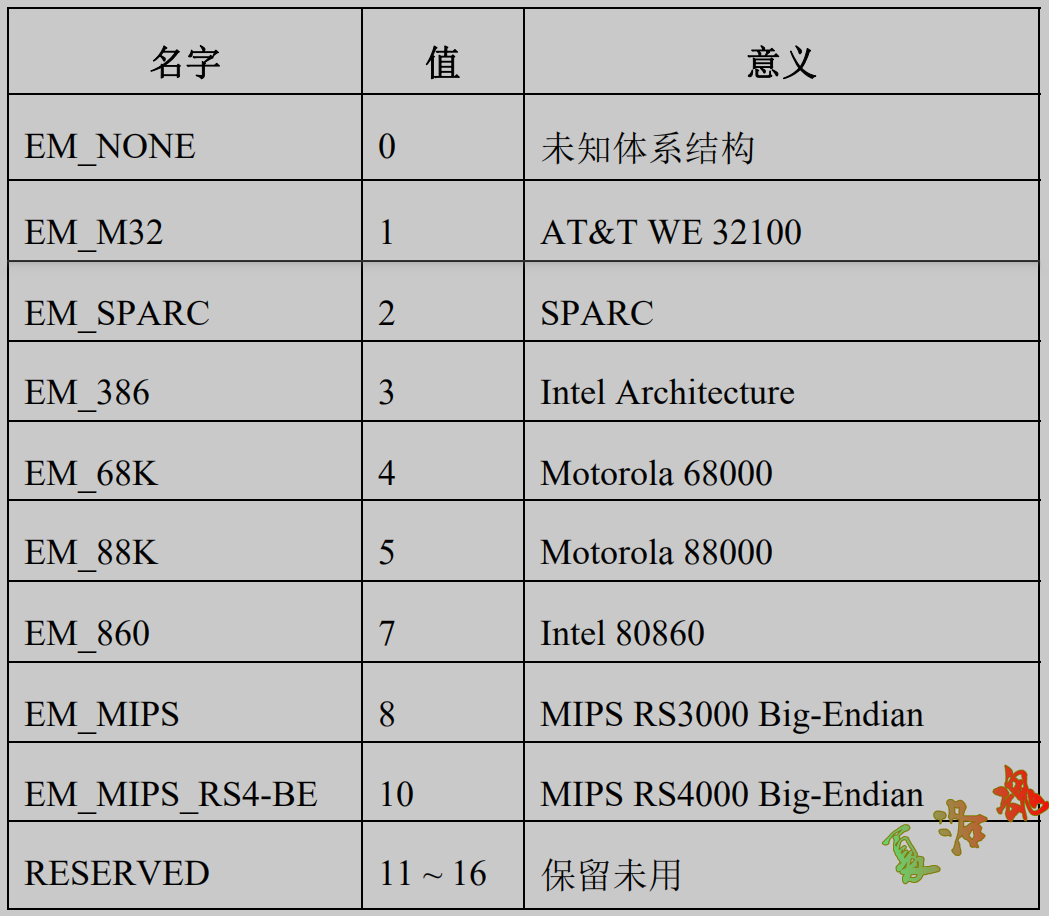 名字 值 意义
EM_NONE 0 未知体系结构
EM_M32 1 AT&T WE 32100
EM_SPARC 2 SPARC
EM_386 3 Intel Architecture
EM_68K 4 Motorola 68000
EM_88K 5 Motorola 88000
EM_860 7 Intel 80860
EM_MIPS 8 MIPS RS3000 Big-Endian
EM_MIPS_RS4-BE 10 MIPS RS4000 Big-Endian
RESERVED 11 ~ 16 保留未用